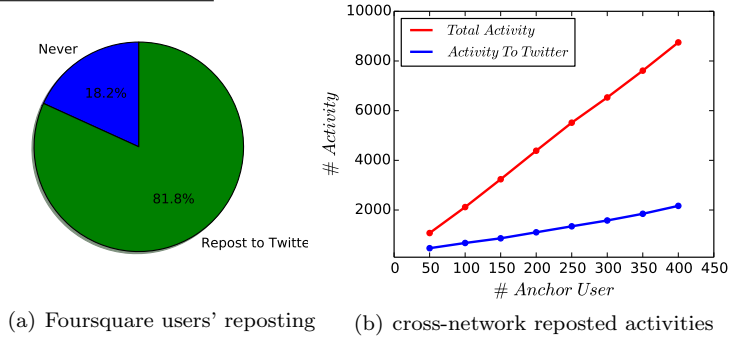 Never
18.2%
81.8%
Repost to Twitte
(a) Foursquare users' reposting
10000
8000
6000
4000
2000
# Activity
Total Activity
Activity To Twitter
0 50 100 150 200 250 300 350 400 450
# Anchor User
(b) cross-network reposted activities